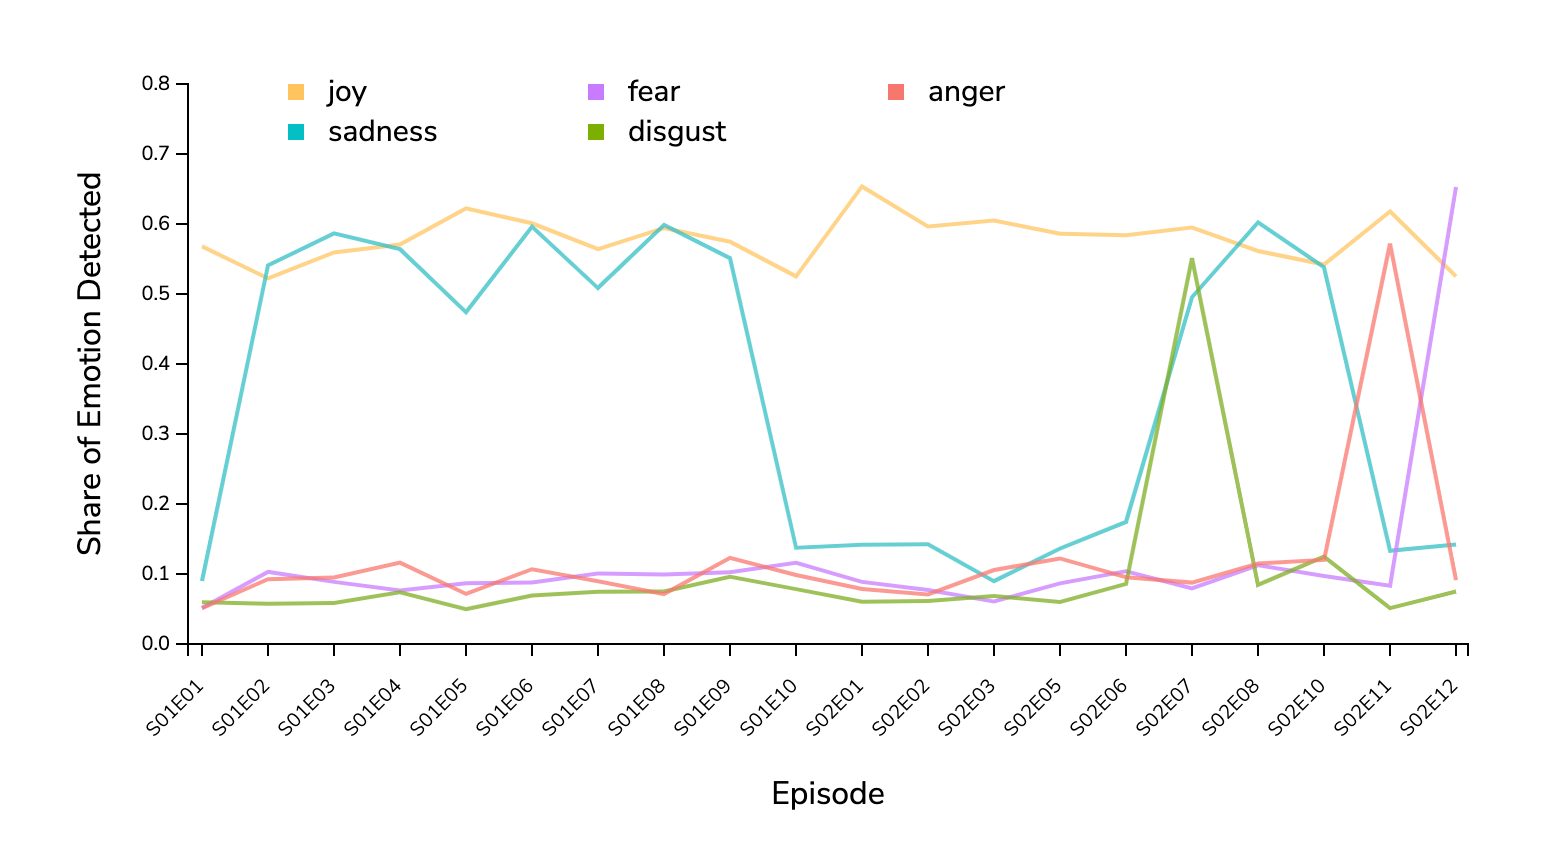 joy fear anger
sadness disgust
Share of Emotion Detected
0.8
0.7
0.6
0.5
0.4
0.3
0.2
0.1
0.0
S01E01 S01E02 S01E03 S01E04 S01E05 S01E06 S01E07 S01E08 S01E09 S01E10 S02E01 S02E02 S02E03 S02E05 S02E06 S02E07 S02E08 S02E10 S02E11 S02E12
Episode